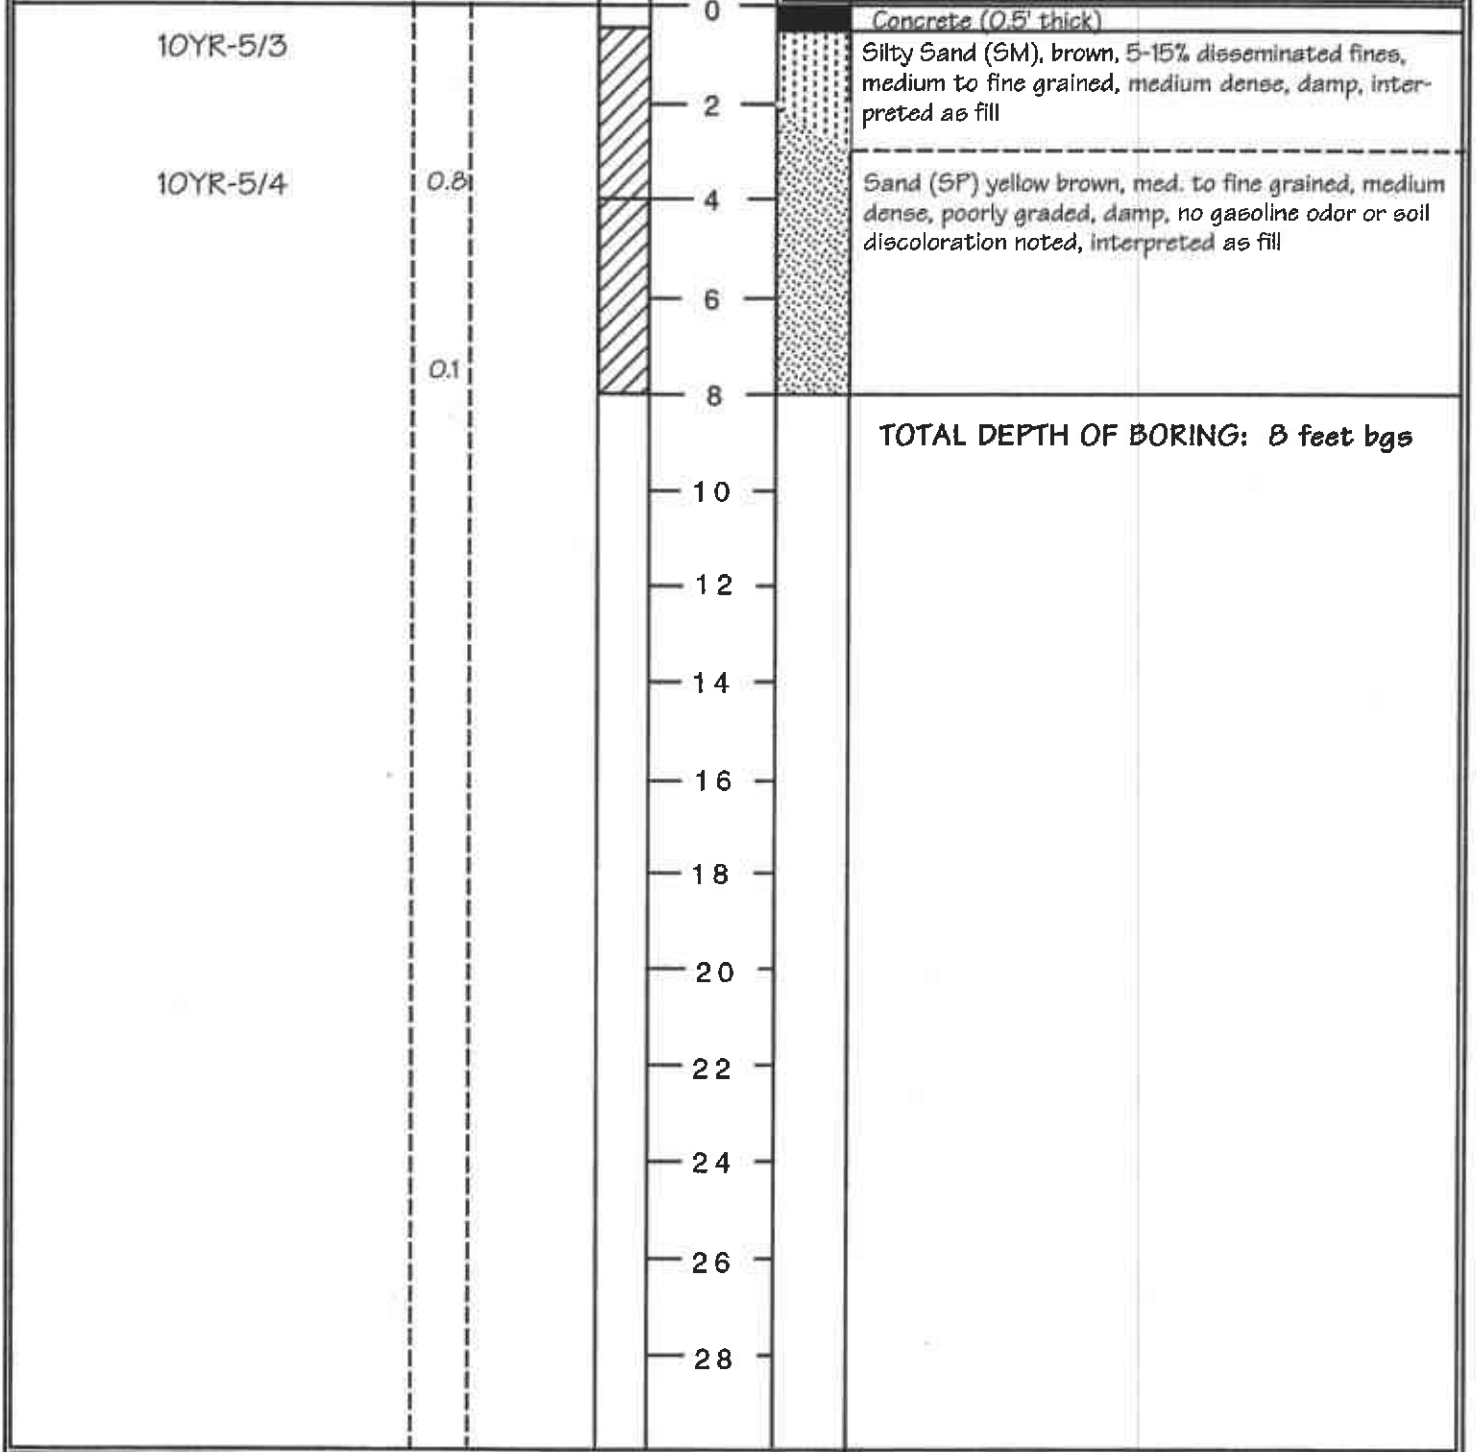 0
Concrete (0.5' thick)
10YR-5/3
Silty Sand (SM), brown, 5-15% disseminated fines,
medium to fine grained, medium dense, damp, inter-
preted as fill
2
10YR-5/4
0.8
Sand (SP) yellow brown, med. to fine grained, medium
dense, poorly graded, damp, no gasoline odor or soil
discoloration noted, interpreted as fill
4
6
0.1
8
TOTAL DEPTH OF BORING: 8 feet bgs
10
12
14
16
18
20
22
24
26
28